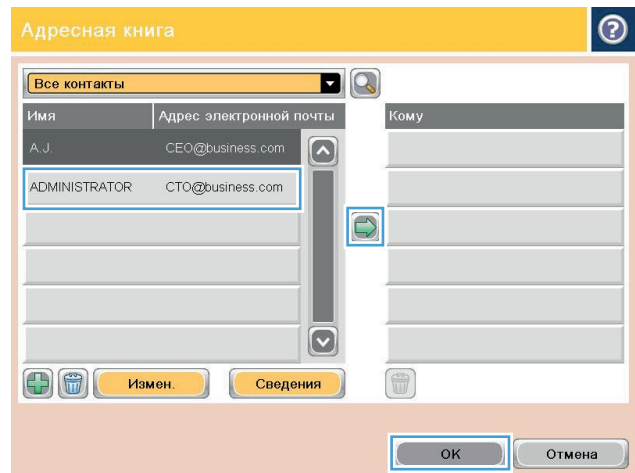 Адресная книга
Все контакты
Имя Адрес электронной почты Кому
A.J. CEO@business.com
ADMINISTRATOR CTO@business.com
Измен. Сведения
OK Отмена